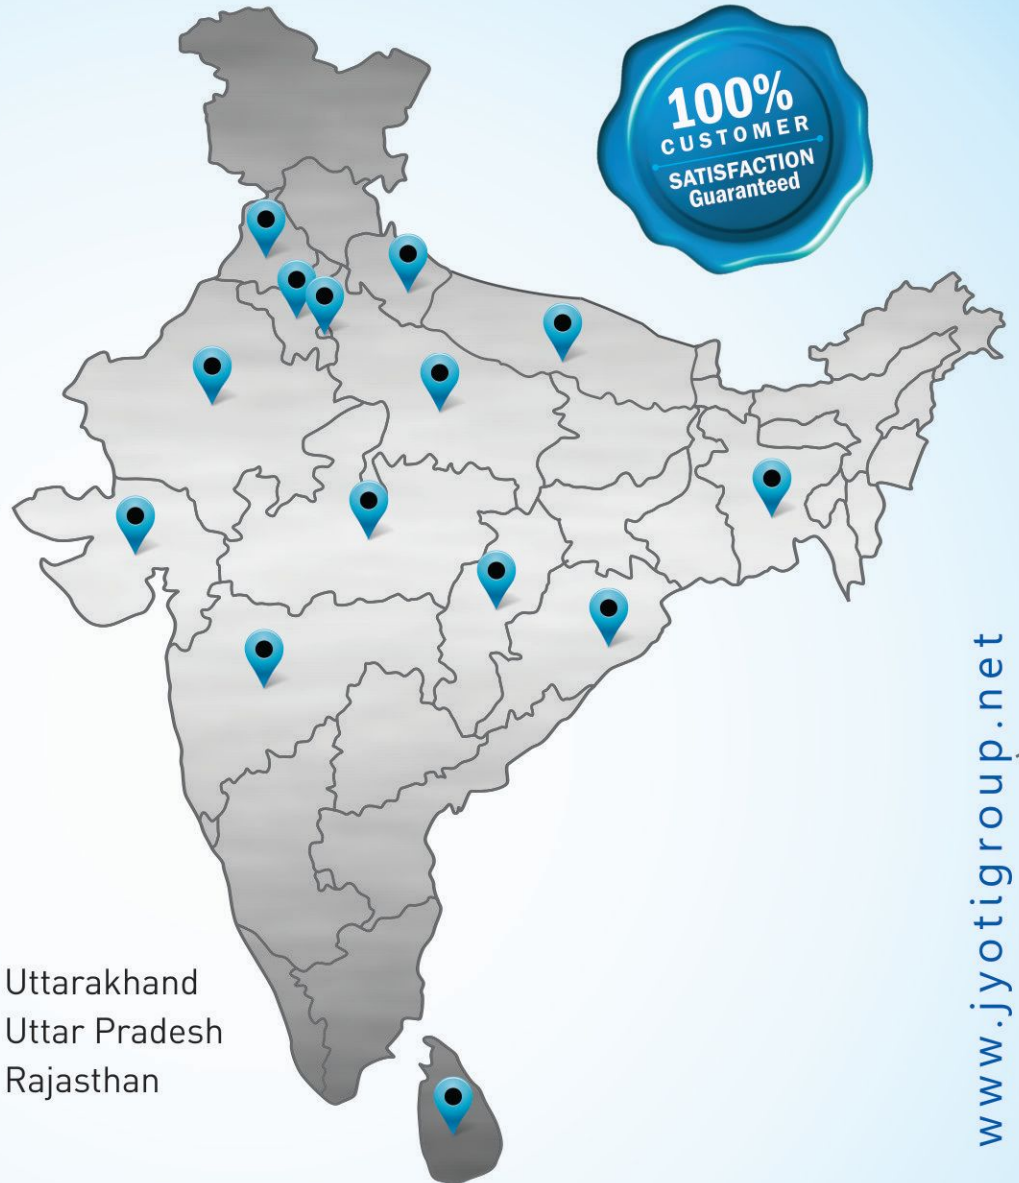 100%
CUSTOMER
SATISFACTION
Guaranteed
Uttarakhand
Uttar Pradesh
Rajasthan
www.jyotigroup.net